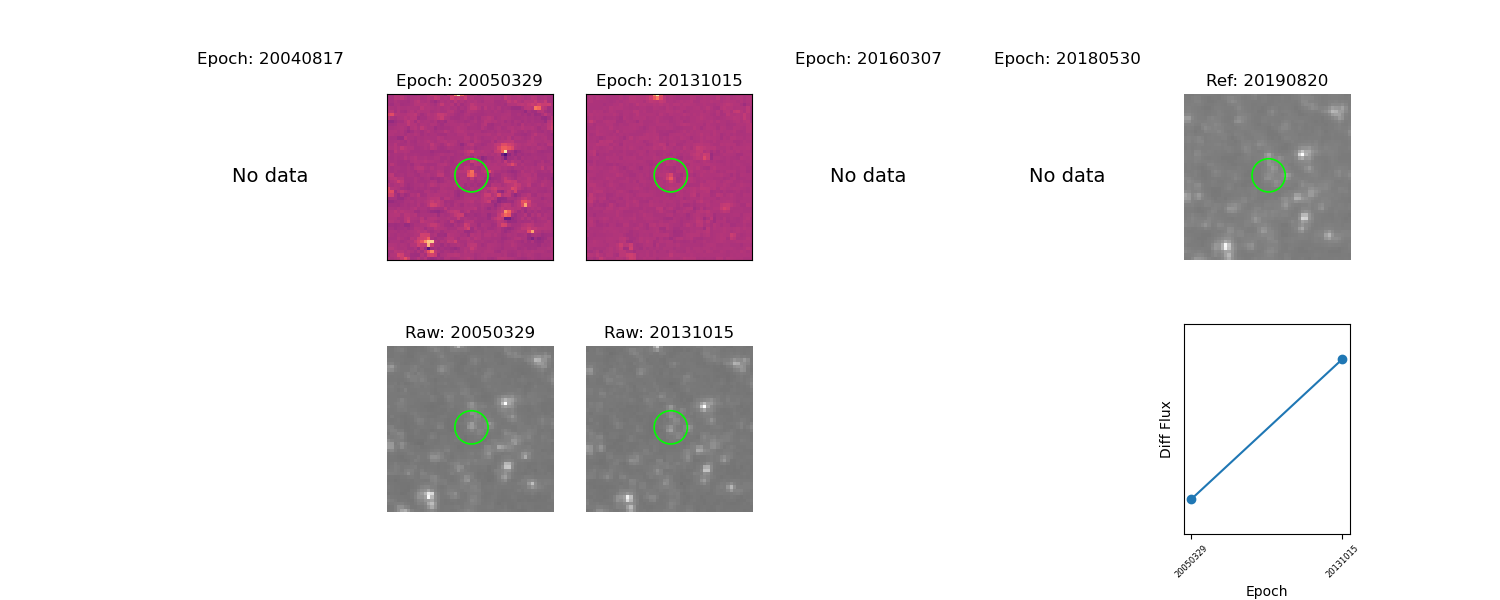 Epoch: 20040817
Epoch: 20050329
Epoch: 20131015
Epoch: 20160307
Epoch: 20180530
Ref: 20190820
No data
No data
No data
Raw: 20050329
Raw: 20131015
Diff Flux
20050329
20131015
Epoch